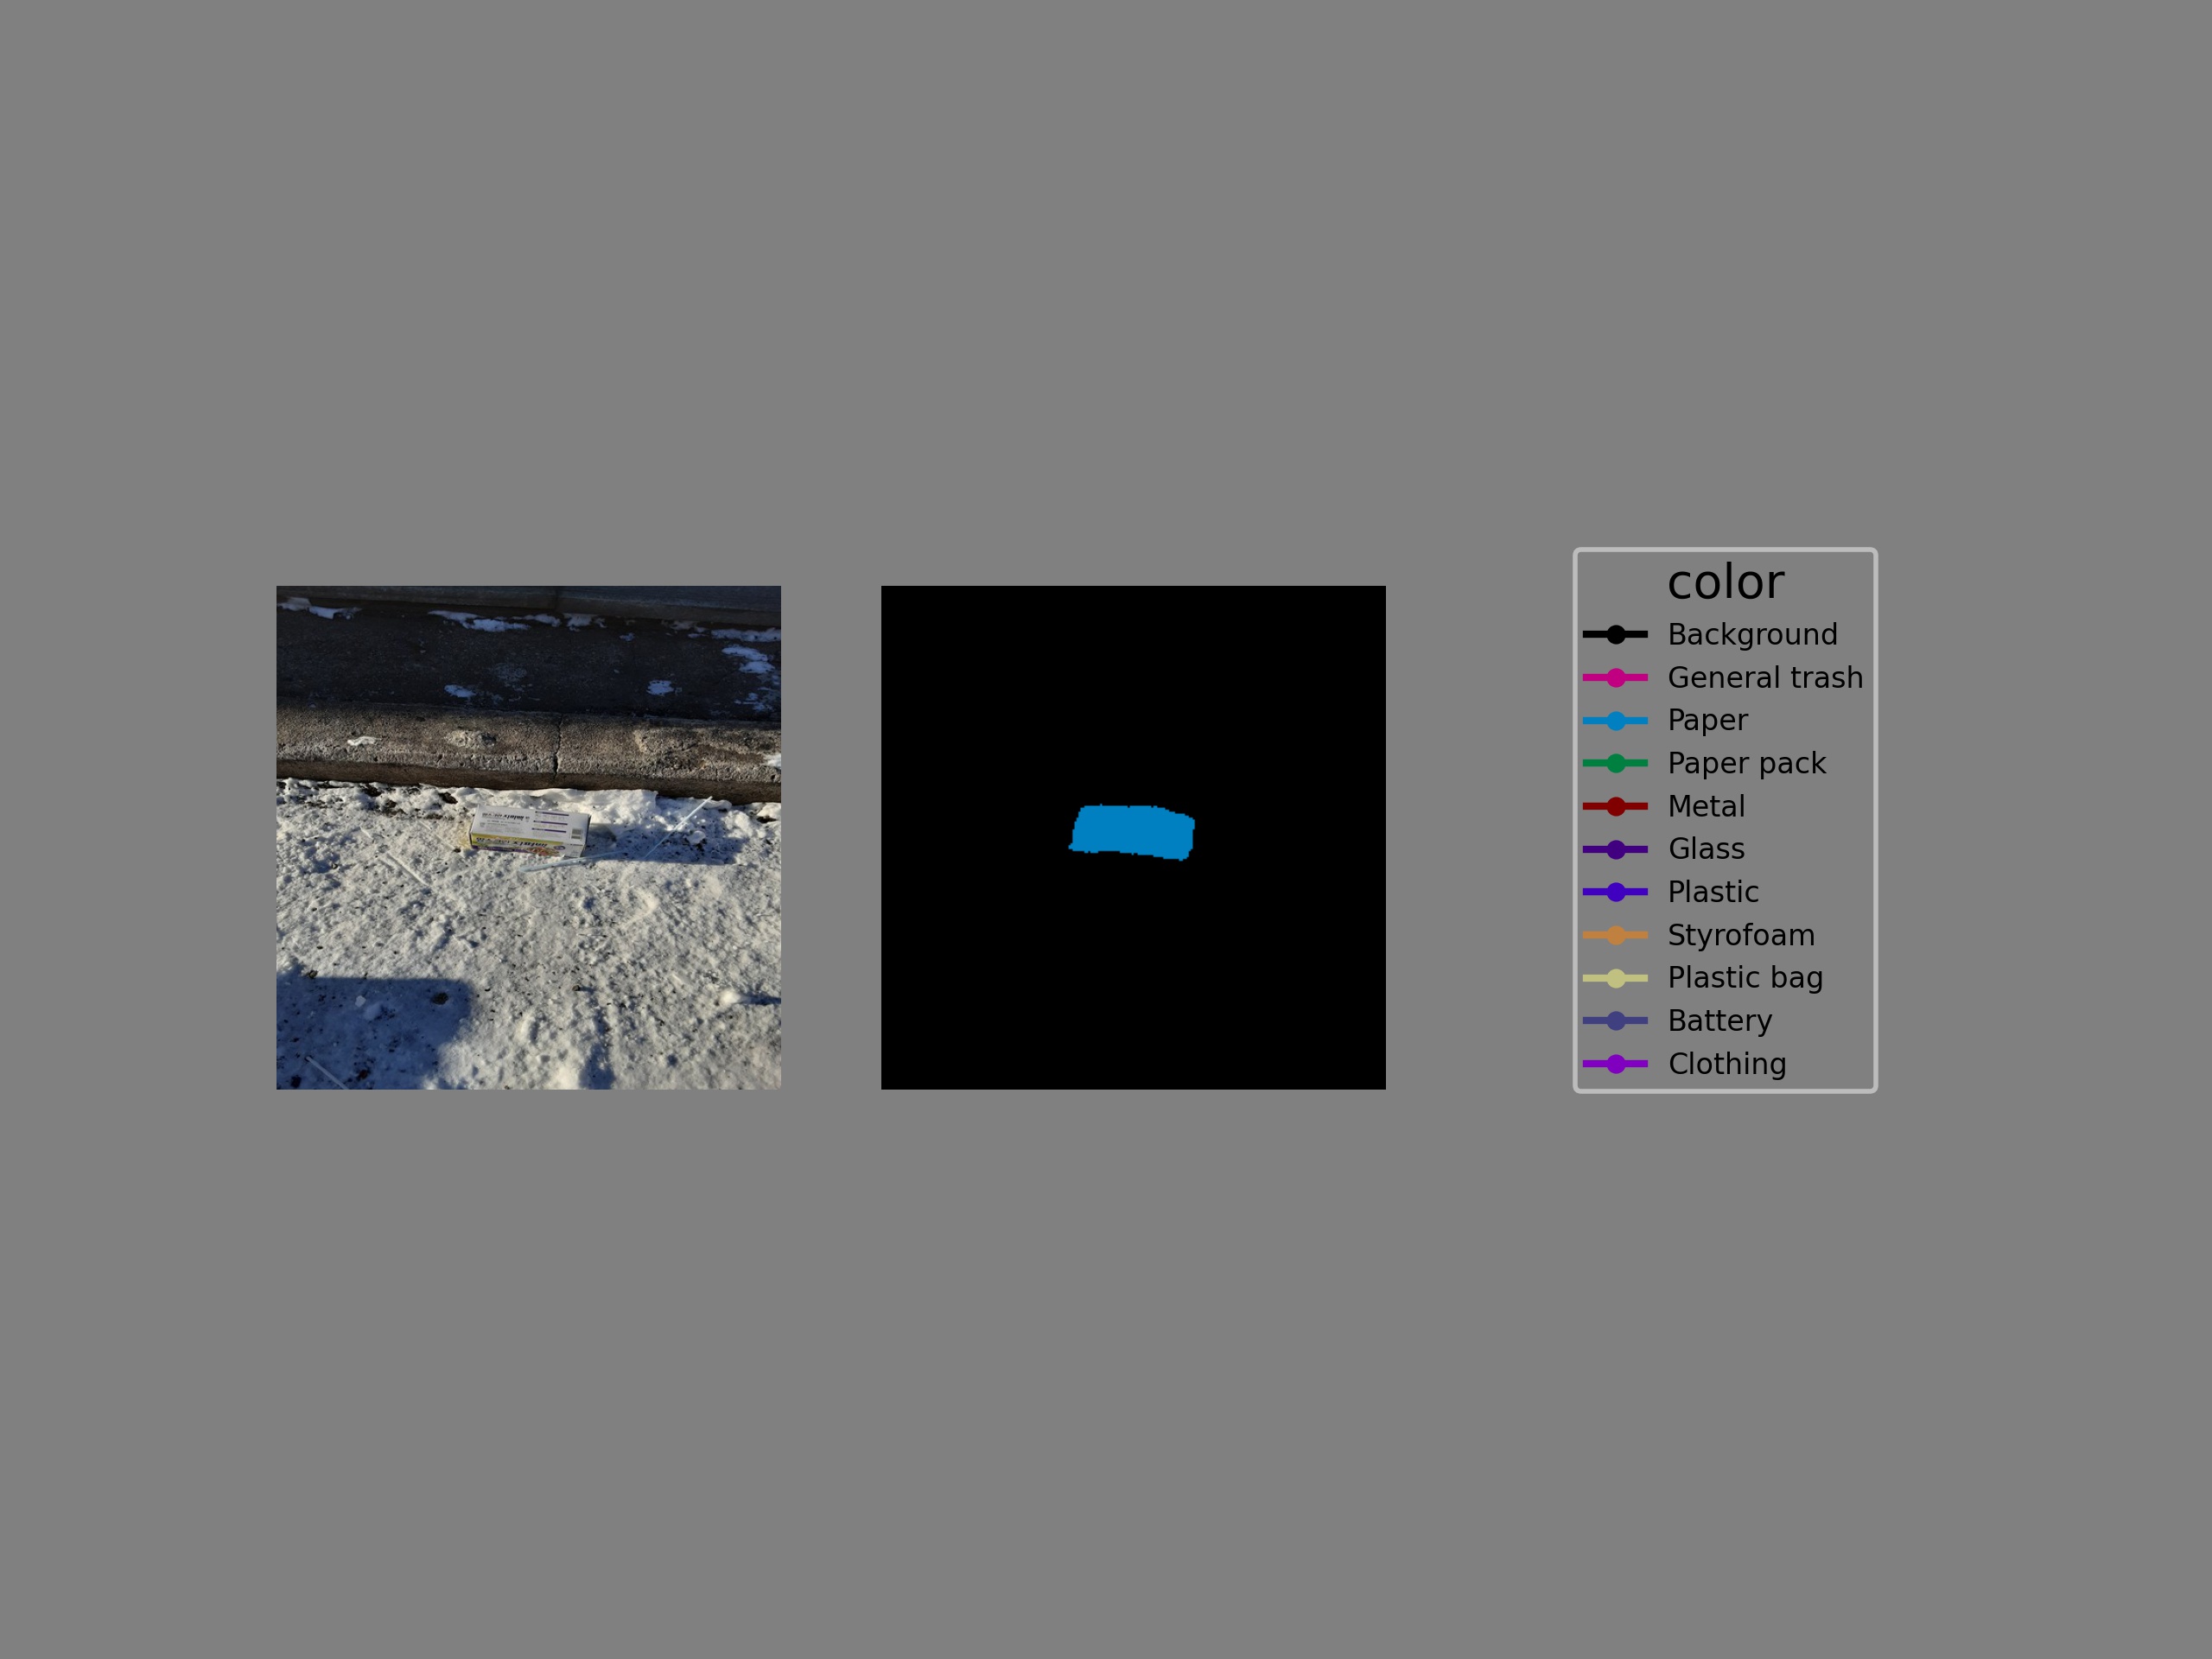 color
Background
General trash
Paper
Paper pack
Metal
Glass
Plastic
Styrofoam
Plastic bag
Battery
Clothing